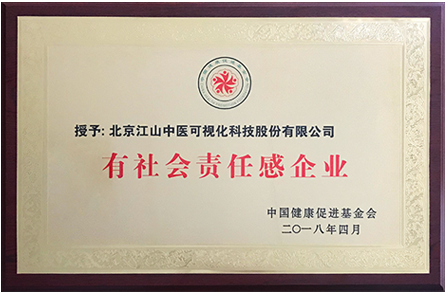 授予：北京江山中医可视化科技股份有限公司
有社会责任感企业
中国健康促进基金会
二〇一八年四月